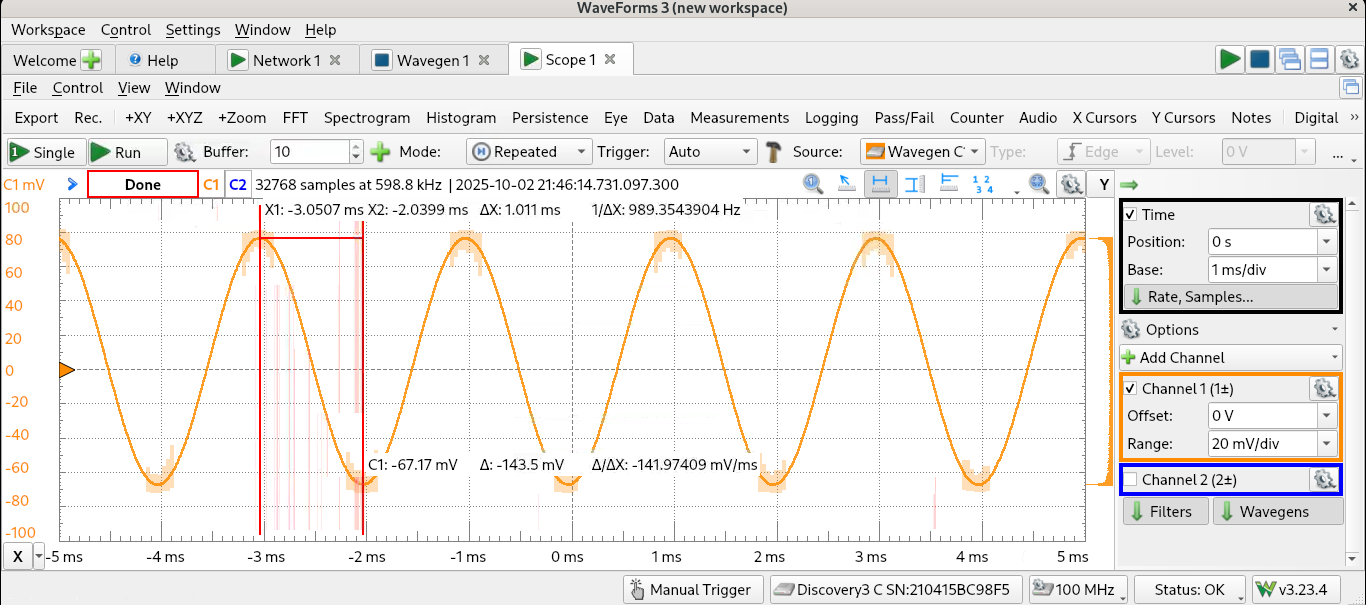 WaveForms 3 (new workspace)
Workspace Control Settings Window Help
Welcome Help Network 1 Wavegen 1 Scope 1
File Control View Window
Export Rec. +XY +XYZ +Zoom FFT Spectrogram Histogram Persistence Eye Data Measurements Logging Pass/Fail Counter Audio X Cursors Y Cursors Notes Digital »
1 Single Run Buffer: 10 Mode: Repeated Trigger: Auto Source: Wavegen C Type: Edge Level: 0 V ...
C1 mV Done C1 C2 32768 samples at 598.8 kHz | 2025-10-02 21:46:14.731.097.300 1 2 3 4 Y
X1: -3.0507 ms X2: -2.0399 ms ΔX: 1.011 ms 1/ΔX: 989.3543904 Hz
100
80
60
40
20
0
-20
-40
-60
-80
-100
C1: -67.17 mV Δ: -143.5 mV Δ/ΔX: -141.97409 mV/ms
X -5 ms -4 ms -3 ms -2 ms -1 ms 0 ms 1 ms 2 ms 3 ms 4 ms 5 ms
Time
Position: 0 s
Base: 1 ms/div
Rate, Samples...
Options
Add Channel
Channel 1 (1±)
Offset: 0 V
Range: 20 mV/div
Channel 2 (2±)
Filters Wavegens
Manual Trigger Discovery3 C SN:210415BC98F5 100 MHz Status: OK v3.23.4